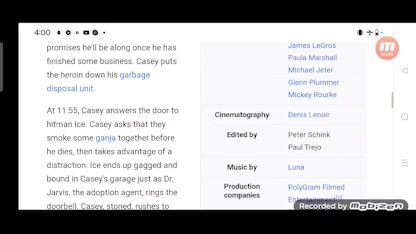 4:00
promises he'll be along once he has
finished some business. Casey puts
the heroin down his garbage
disposal unit.
At 11:55, Casey answers the door to
hitman Ice. Casey asks that they
smoke some ganja together before
he dies, then takes advantage of a
distraction. Ice ends up gagged and
bound in Casey's garage just as Dr.
Jarvis, the adoption agent, rings the
doorbell. Casey, stoned, rushes to
James LeGros
Paula Marshall
Michael Jeter
Glenn Plummer
Mickey Rourke
Cinematography Denis Lenoir
Edited by Peter Schink
Paul Trejo
Music by Luna
Production PolyGram Filmed
companies Entertainment[1]
Recorded by Mobizen